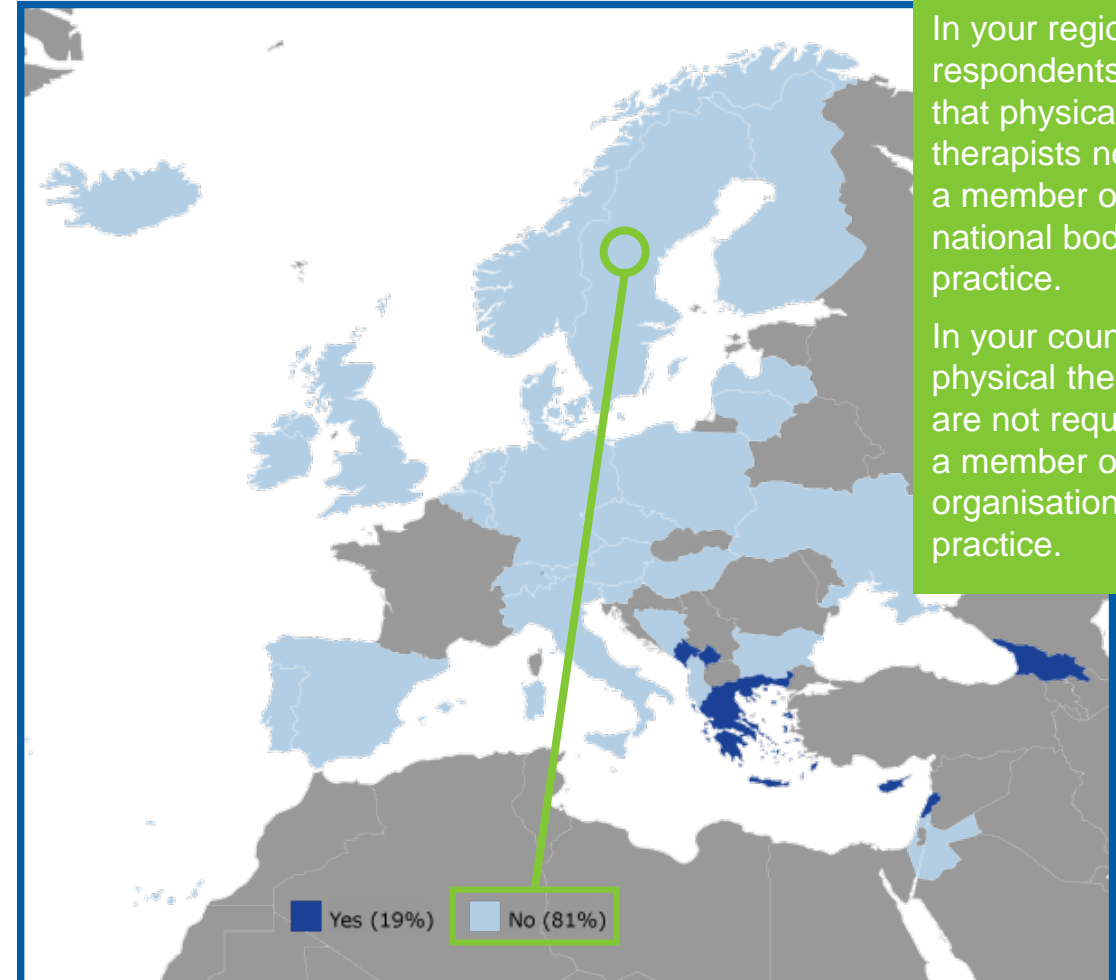 In your regio
respondents
that physica
therapists ne
a member o
national bod
practice.
In your coun
physical the
are not requ
a member o
organisation
practice.
Yes (19%)
No (81%)